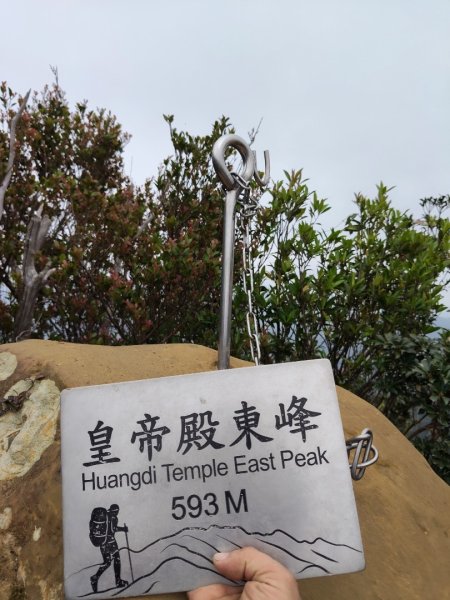 皇帝殿東峰
Huangdi Temple East Peak
593 M